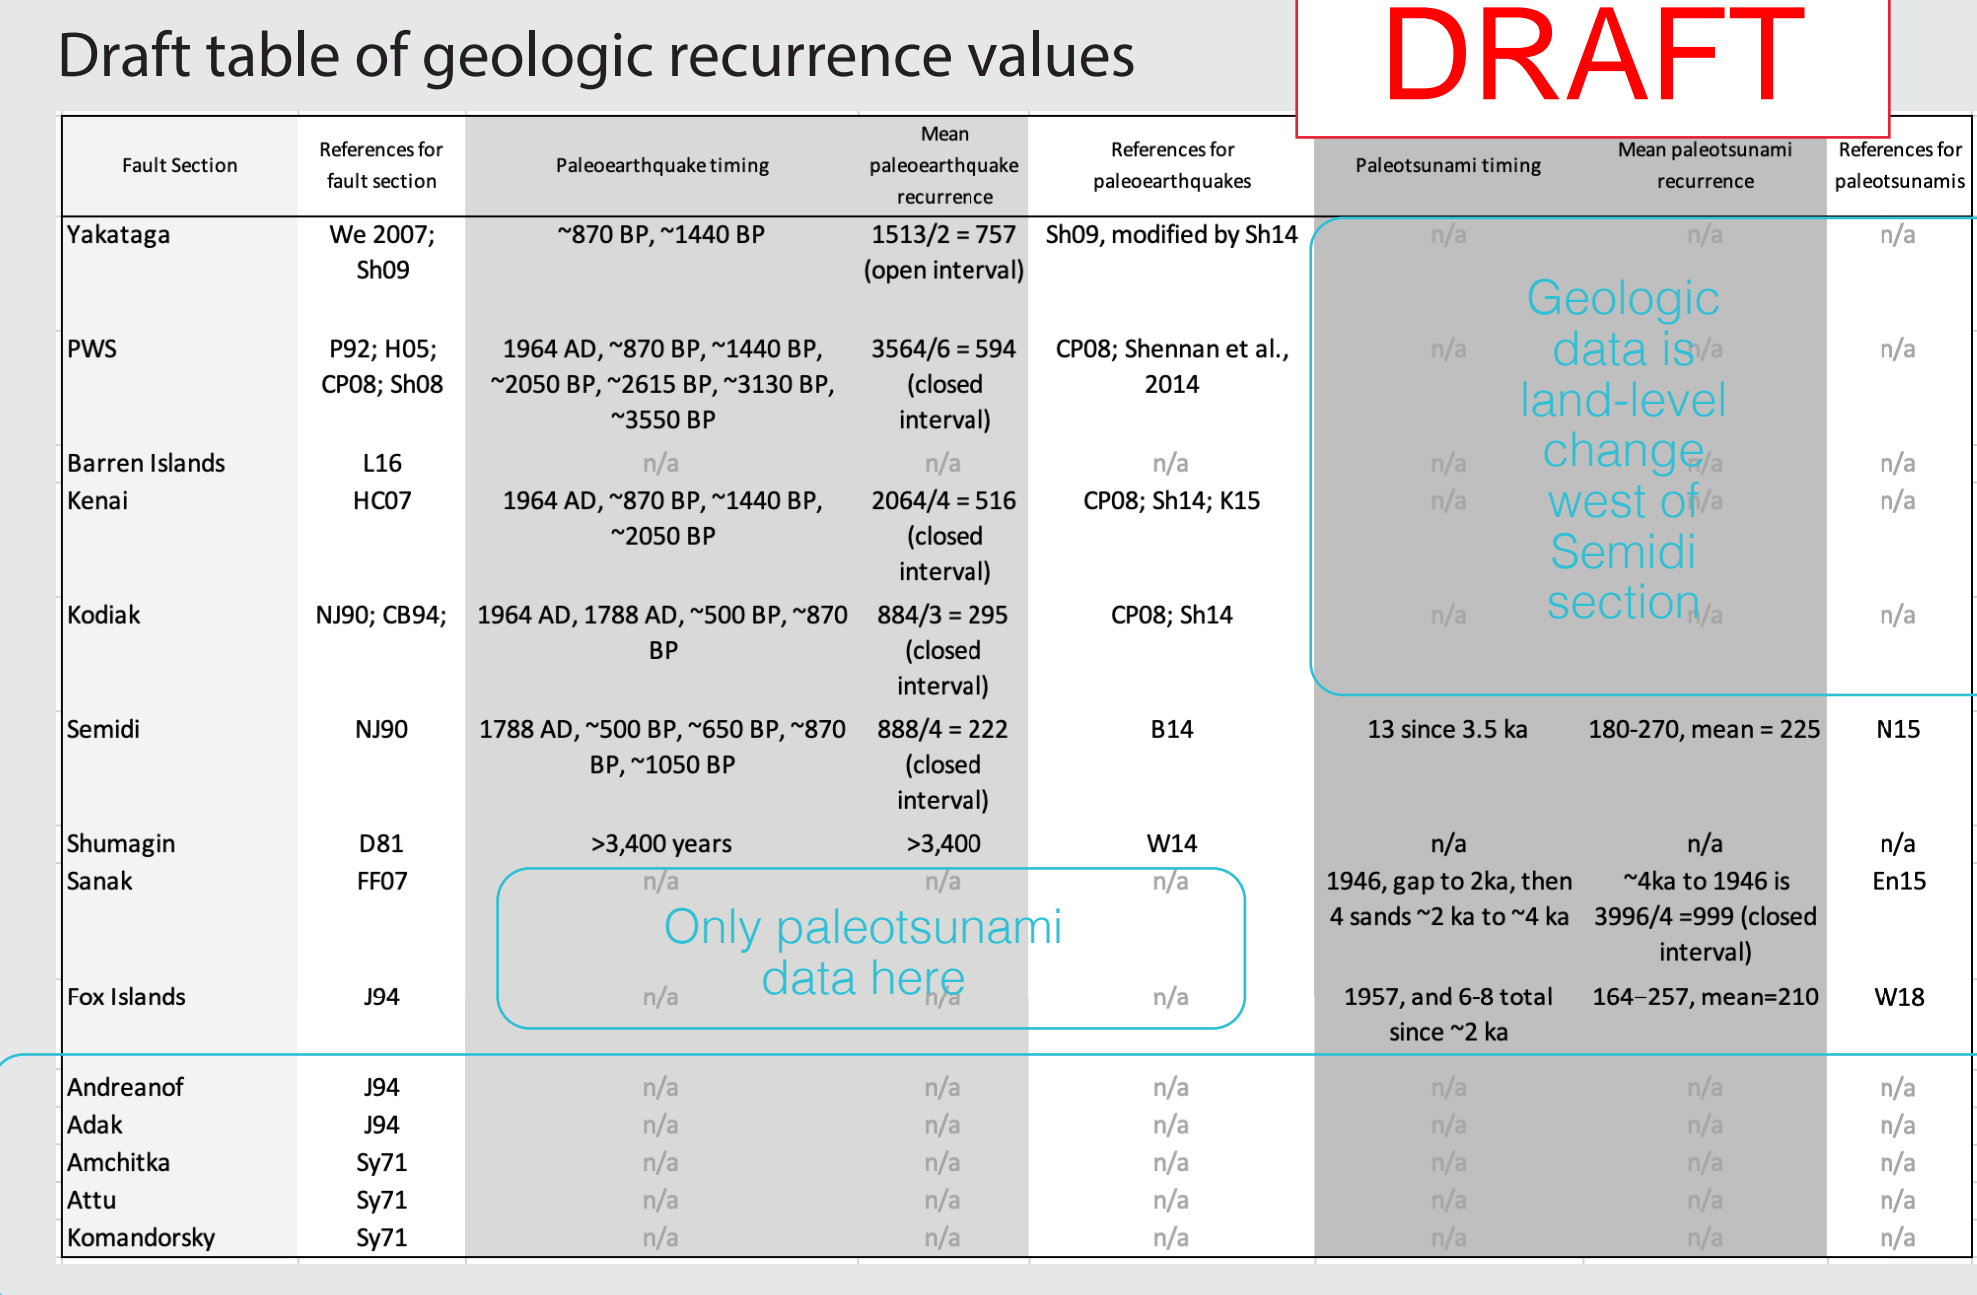 Draft table of geologic recurrence values
DRAFT
Fault Section
References for
fault section
Paleoearthquake timing
Mean
paleoearthquake
recurrence
References for
paleoearthquakes
Paleotsunami timing
Mean paleotsunami
recurrence
References for
paleotsunamis
Yakataga
We 2007;
Sh09
~870 BP, ~1440 BP
1513/2 = 757
(open interval)
Sh09, modified by Sh14
n/a
n/a
n/a
PWS
P92; H05;
CP08; Sh08
1964 AD, ~870 BP, ~1440 BP,
~2050 BP, ~2615 BP, ~3130 BP,
~3550 BP
3564/6 = 594
(closed
interval)
CP08; Shennan et al.,
2014
n/a
n/a
n/a
Barren Islands
L16
n/a
n/a
n/a
n/a
n/a
n/a
Kenai
HC07
1964 AD, ~870 BP, ~1440 BP,
~2050 BP
2064/4 = 516
(closed
interval)
CP08; Sh14; K15
n/a
n/a
n/a
Kodiak
NJ90; CB94;
1964 AD, 1788 AD, ~500 BP, ~870
BP
884/3 = 295
(closed
interval)
CP08; Sh14
n/a
n/a
n/a
Geologic
data is
land-level
change
west of
Semidi
section
Semidi
NJ90
1788 AD, ~500 BP, ~650 BP, ~870
BP, ~1050 BP
888/4 = 222
(closed
interval)
B14
13 since 3.5 ka
180-270, mean = 225
N15
Shumagin
D81
>3,400 years
>3,400
W14
n/a
n/a
n/a
Sanak
FF07
n/a
n/a
n/a
1946, gap to 2ka, then
4 sands ~2 ka to ~4 ka
~4ka to 1946 is
3996/4 =999 (closed
interval)
En15
Only paleotsunami
data here
Fox Islands
J94
n/a
n/a
n/a
1957, and 6-8 total
since ~2 ka
164–257, mean=210
W18
Andreanof
J94
n/a
n/a
n/a
n/a
n/a
n/a
Adak
J94
n/a
n/a
n/a
n/a
n/a
n/a
Amchitka
Sy71
n/a
n/a
n/a
n/a
n/a
n/a
Attu
Sy71
n/a
n/a
n/a
n/a
n/a
n/a
Komandorsky
Sy71
n/a
n/a
n/a
n/a
n/a
n/a